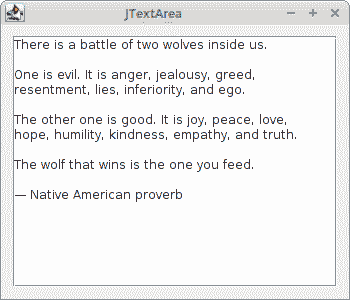 JTextArea
There is a battle of two wolves inside us.
One is evil. It is anger, jealousy, greed,
resentment, lies, inferiority, and ego.
The other one is good. It is joy, peace, love,
hope, humility, kindness, empathy, and truth.
The wolf that wins is the one you feed.
— Native American proverb